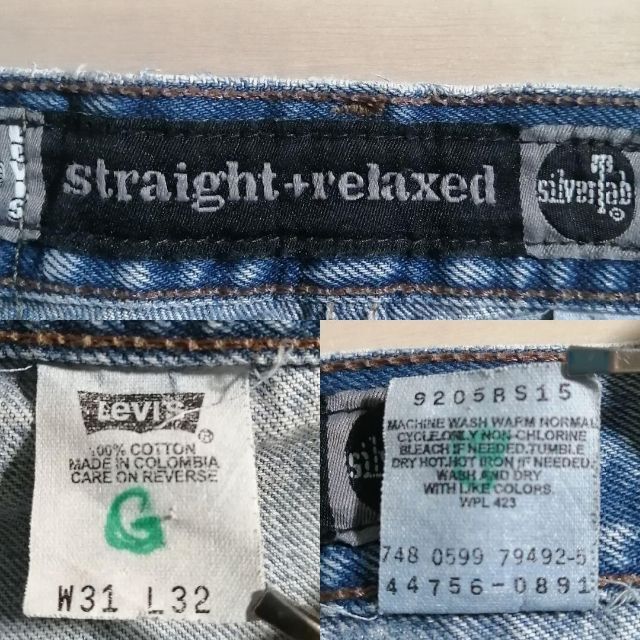 LEVI'S
straight+relaxed
silvertab
®
LEVI'S
®
100% COTTON
MADE IN COLOMBIA
CARE ON REVERSE
G
W31 L32
9205RS15
MACHINE WASH WARM NORMAL
CYCLE.ONLY NON-CHLORINE
BLEACH IF NEEDED.TUMBLE
DRY HOT.HOT IRON IF NEEDED.
WASH AND DRY
WITH LIKE COLORS.
WPL 423
748 0599 79492-5
44756-0891